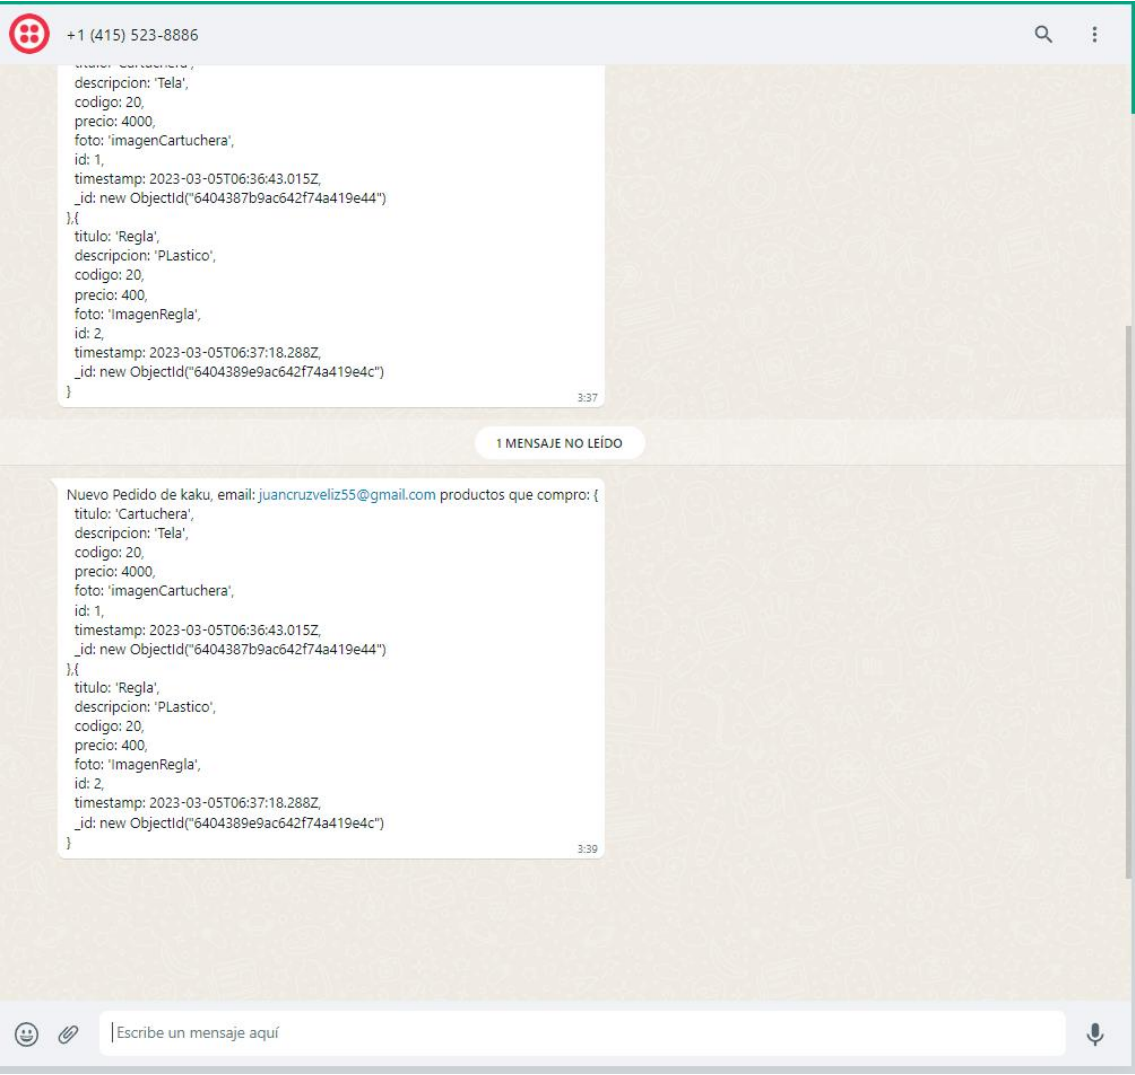 +1 (415) 523-8886
titulo: 'Cartuchera',
descripcion: 'Tela',
codigo: 20,
precio: 4000,
foto: 'imagenCartuchera',
id: 1,
timestamp: 2023-03-05T06:36:43.015Z,
_id: new ObjectId("6404387b9ac642f74a419e44")
},{
titulo: 'Regla',
descripcion: 'PLastico',
codigo: 20,
precio: 400,
foto: 'ImagenRegla',
id: 2,
timestamp: 2023-03-05T06:37:18.288Z,
_id: new ObjectId("6404389e9ac642f74a419e4c")
}
3:37
1 MENSAJE NO LEÍDO
Nuevo Pedido de kaku, email: juancruzveliz55@gmail.com productos que compro: {
titulo: 'Cartuchera',
descripcion: 'Tela',
codigo: 20,
precio: 4000,
foto: 'imagenCartuchera',
id: 1,
timestamp: 2023-03-05T06:36:43.015Z,
_id: new ObjectId("6404387b9ac642f74a419e44")
},{
titulo: 'Regla',
descripcion: 'PLastico',
codigo: 20,
precio: 400,
foto: 'ImagenRegla',
id: 2,
timestamp: 2023-03-05T06:37:18.288Z,
_id: new ObjectId("6404389e9ac642f74a419e4c")
}
3:39
Escribe un mensaje aquí